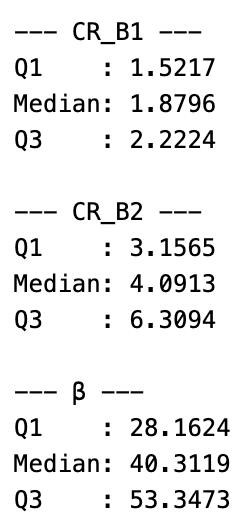 --- CR_B1 ---
Q1    : 1.5217
Median: 1.8796
Q3    : 2.2224

--- CR_B2 ---
Q1    : 3.1565
Median: 4.0913
Q3    : 6.3094

--- β ---
Q1    : 28.1624
Median: 40.3119
Q3    : 53.3473